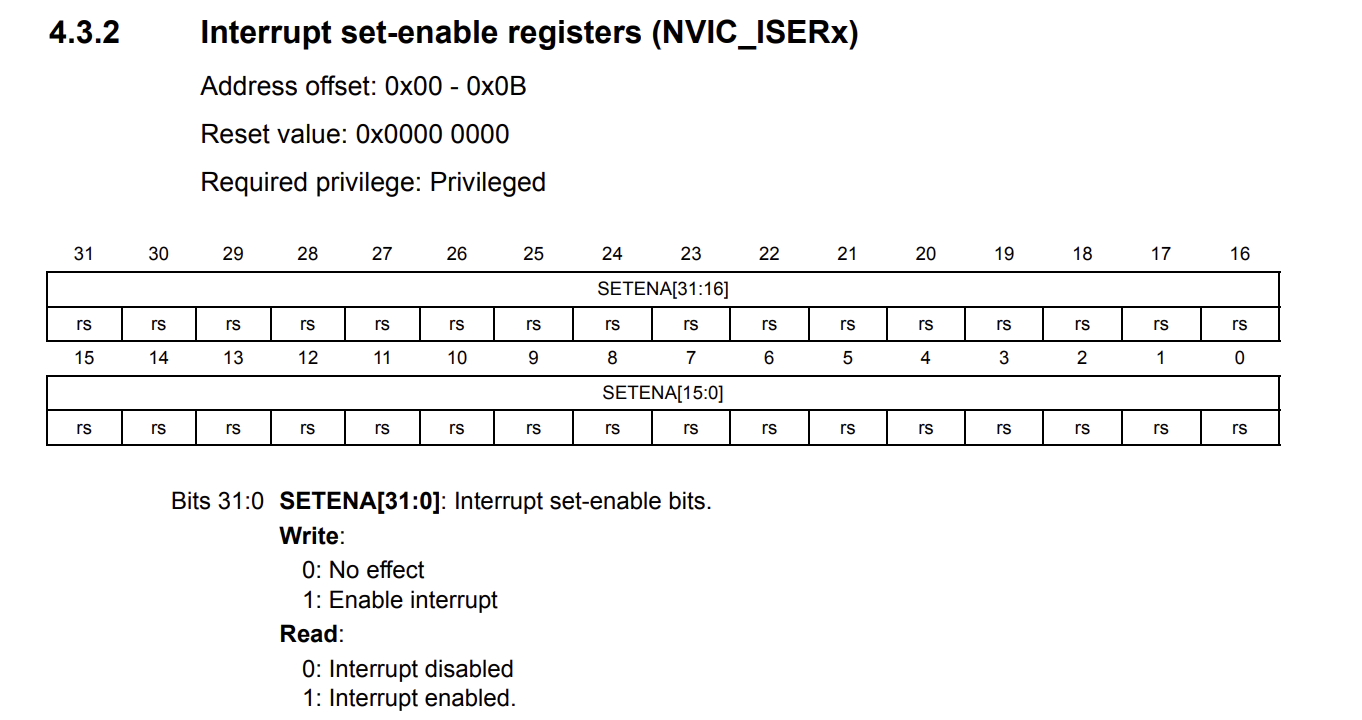 4.3.2 Interrupt set-enable registers (NVIC_ISERx)
Address offset: 0x00 - 0x0B
Reset value: 0x0000 0000
Required privilege: Privileged
31 30 29 28 27 26 25 24 23 22 21 20 19 18 17 16
SETENA[31:16]
rs rs rs rs rs rs rs rs rs rs rs rs rs rs rs rs
15 14 13 12 11 10 9 8 7 6 5 4 3 2 1 0
SETENA[15:0]
rs rs rs rs rs rs rs rs rs rs rs rs rs rs rs rs
Bits 31:0 SETENA[31:0]: Interrupt set-enable bits.
Write:
0: No effect
1: Enable interrupt
Read:
0: Interrupt disabled
1: Interrupt enabled.